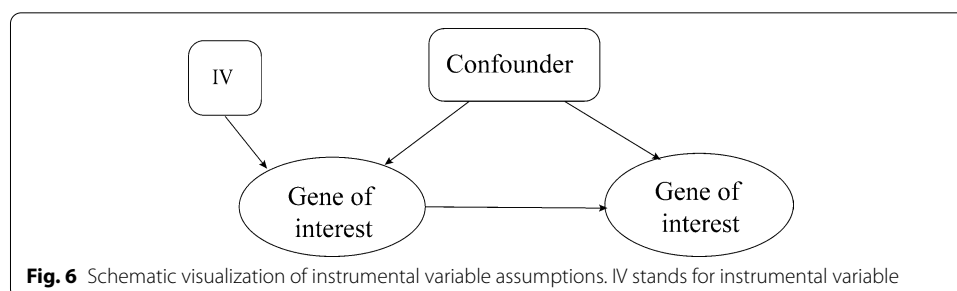 IV
Confounder
Gene of
interest
Gene of
interest
Fig. 6 Schematic visualization of instrumental variable assumptions. IV stands for instrumental variable